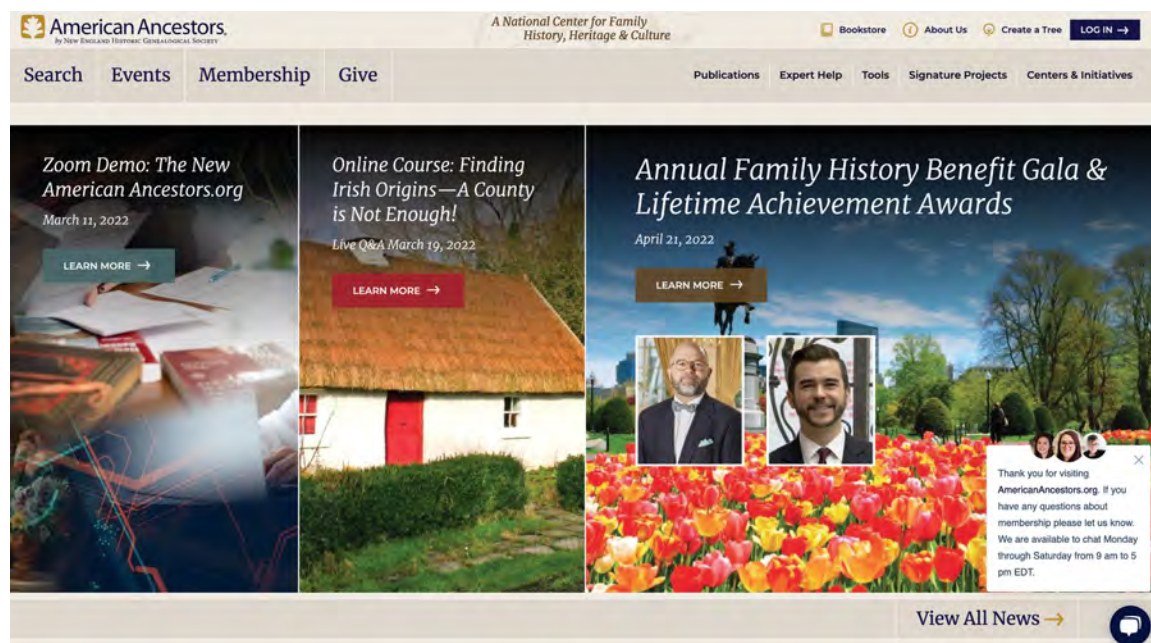 American Ancestors
by New England Historic Genealogical Society
A National Center for Family
History, Heritage & Culture
Bookstore
About Us
Create a Tree
LOG IN →
Search
Events
Membership
Give
Publications
Expert Help
Tools
Signature Projects
Centers & Initiatives
Zoom Demo: The New
American Ancestors.org
March 11, 2022
LEARN MORE →
Online Course: Finding
Irish Origins—A County
is Not Enough!
Live Q&A March 19, 2022
LEARN MORE →
Annual Family History Benefit Gala &
Lifetime Achievement Awards
April 21, 2022
LEARN MORE →
Thank you for visiting
AmericanAncestors.org. If you
have any questions about
membership please let us know.
We are available to chat Monday
through Saturday from 9 am to 5
pm EDT.
View All News →